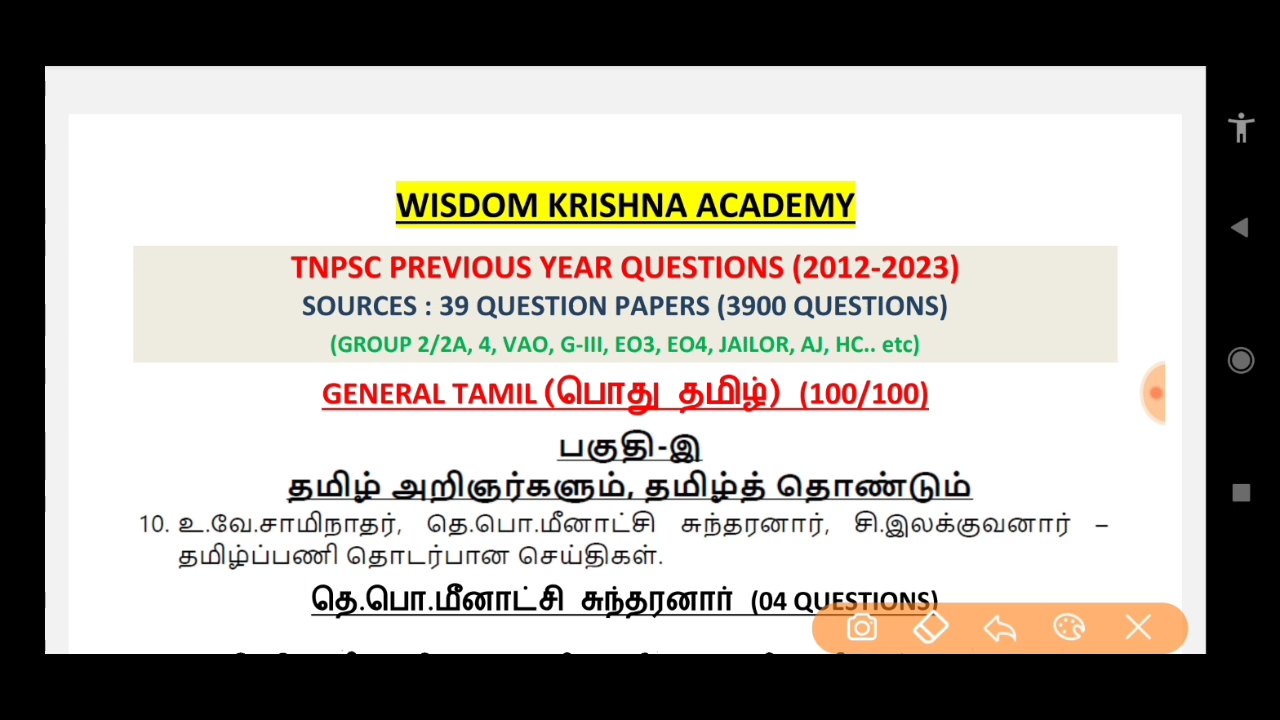 WISDOM KRISHNA ACADEMY
TNPSC PREVIOUS YEAR QUESTIONS (2012-2023)
SOURCES : 39 QUESTION PAPERS (3900 QUESTIONS)
(GROUP 2/2A, 4, VAO, G-III, EO3, EO4, JAILOR, AJ, HC.. etc)
GENERAL TAMIL (பொது தமிழ்) (100/100)
பகுதி-இ
தமிழ் அறிஞர்களும், தமிழ்த் தொண்டும்
10. உ.வே.சாமிநாதர், தெ.பொ.மீனாட்சி சுந்தரனார், சி.இலக்குவனார் –
தமிழ்ப்பணி தொடர்பான செய்திகள்.
தெ.பொ.மீனாட்சி சுந்தரனார் (04 QUESTIONS)